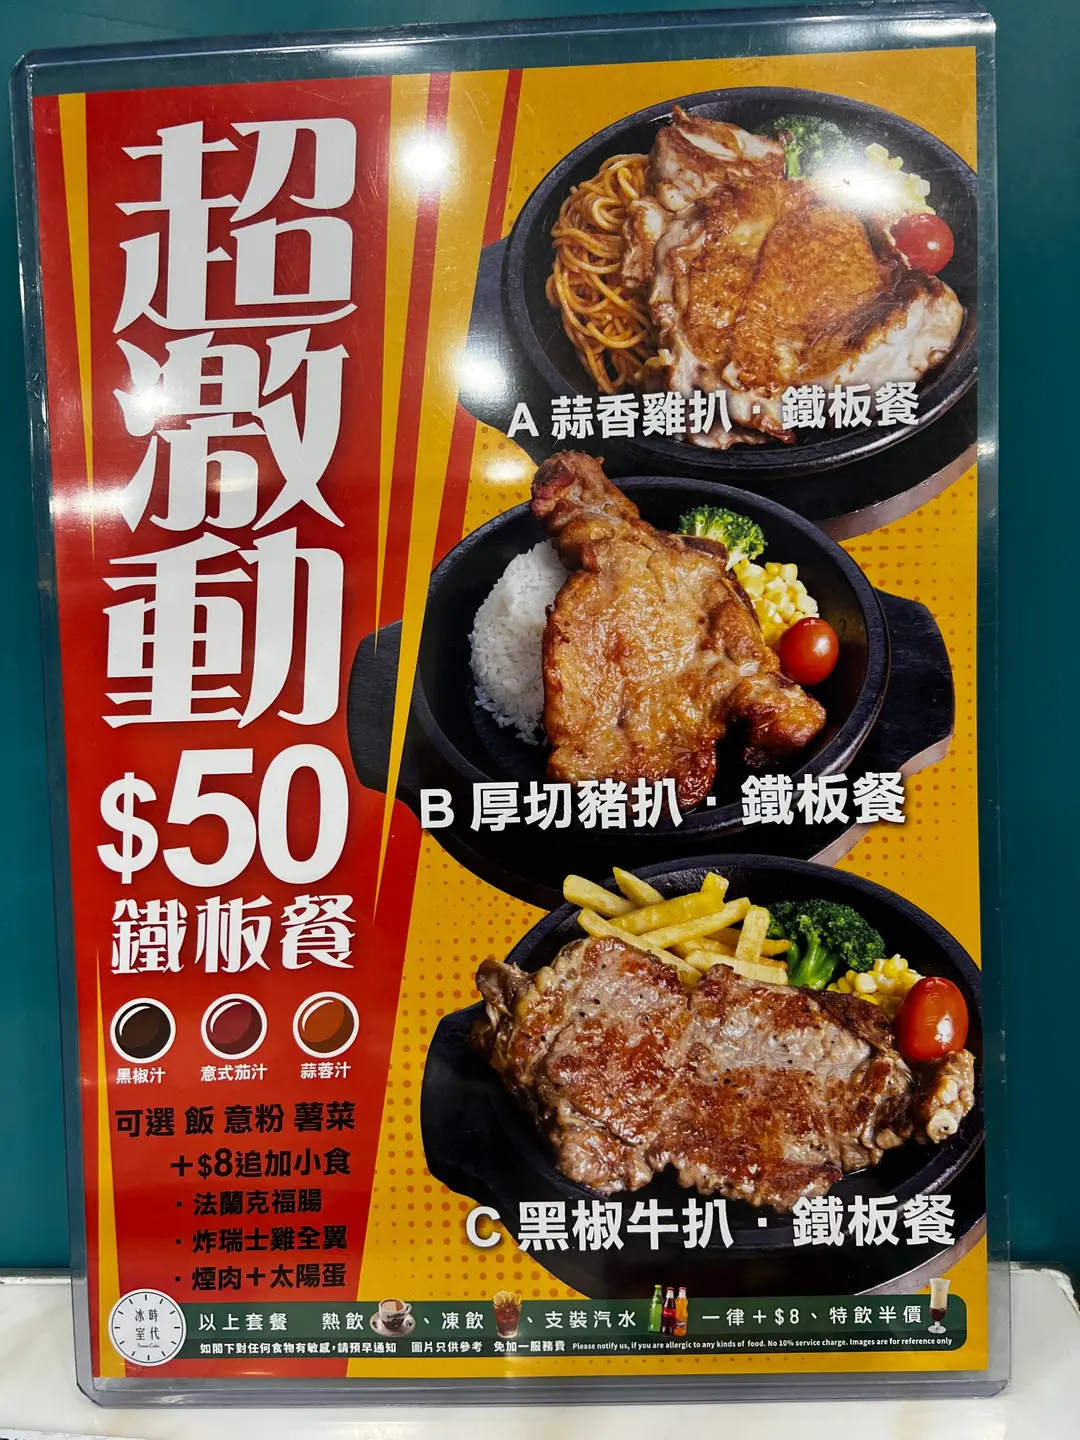 超激動
$50
鐵板餐
黑椒汁 意式茄汁 蒜蓉汁
可選 飯 意粉 薯菜
+$8追加小食
·法蘭克福腸
·炸瑞士雞全翼
·煙肉+太陽蛋
A 蒜香雞扒·鐵板餐
B 厚切豬扒·鐵板餐
C 黑椒牛扒·鐵板餐
冰室 時代
Times Cafe
以上套餐 熱飲、凍飲、支裝汽水 一律+$8、特飲半價
如閣下對任何食物有敏感,請預早通知 圖片只供參考 免加一服務費 Please notify us, if you are allergic to any kinds of food. No 10% service charge. Images are for reference only